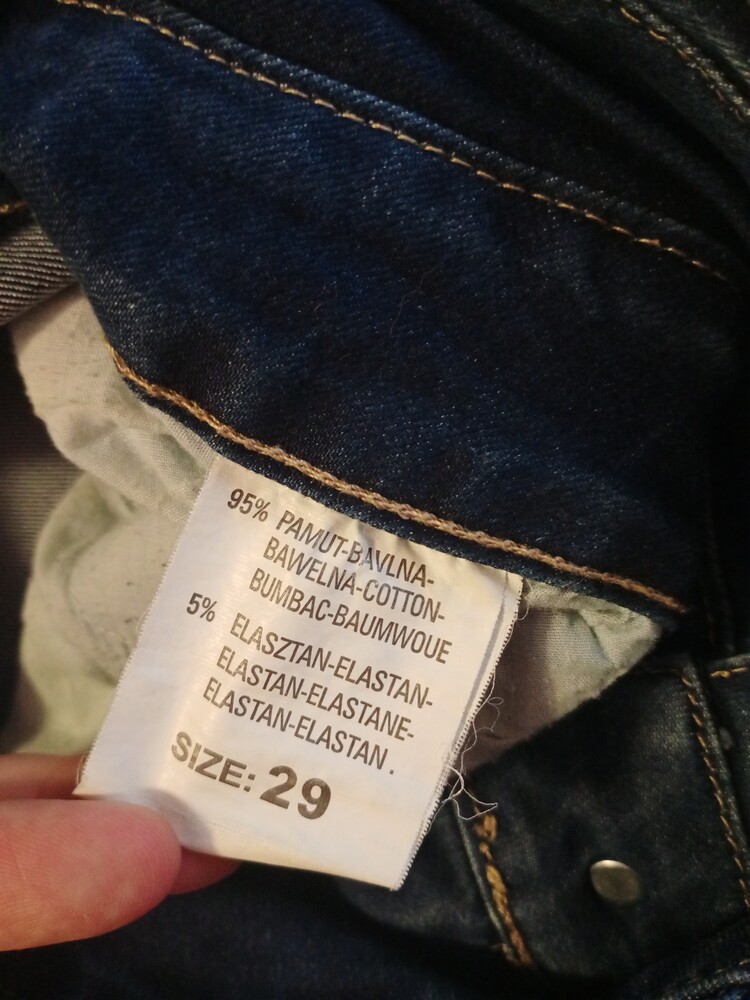 95% PAMUT-BAVLNA-
BAWELNA-COTTON-
BUMBAC-BAUMWOUE
5% ELASZTAN-ELASTAN-
ELASTAN-ELASTANE-
ELASTAN-ELASTAN.
SIZE: 29